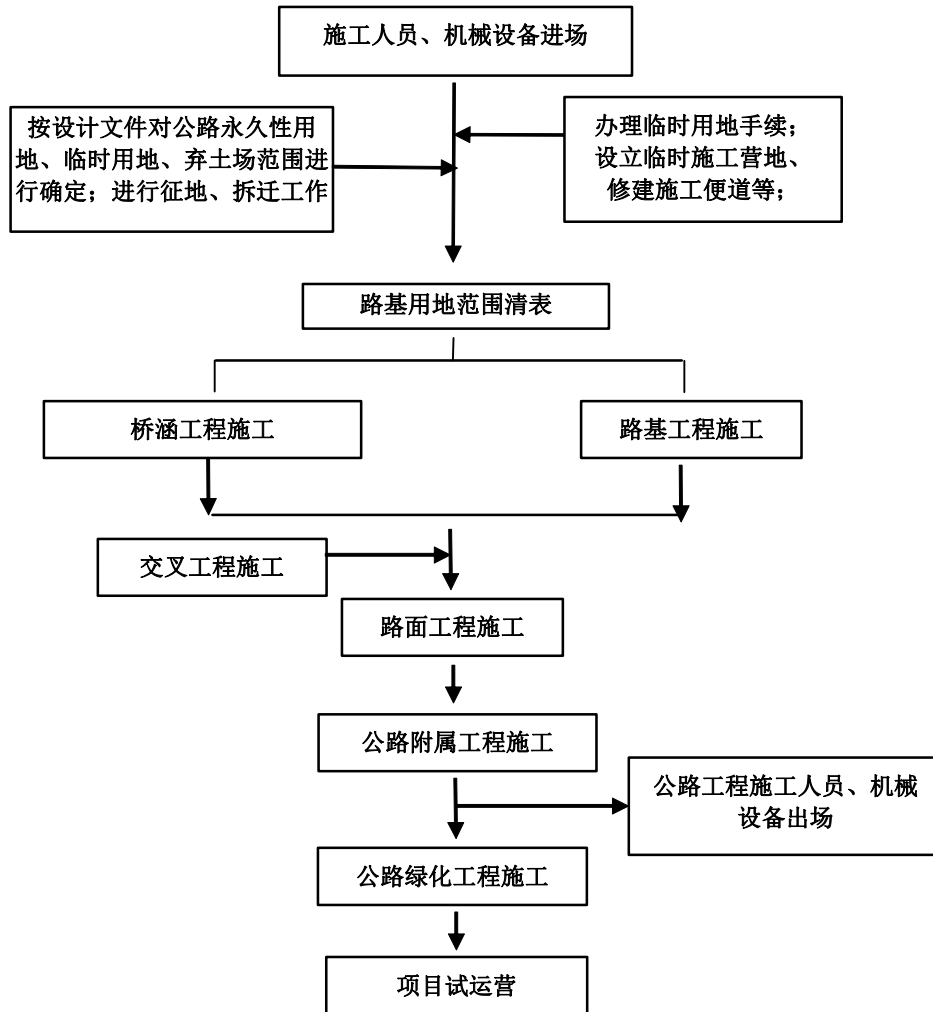 施工人员、机械设备进场
按设计文件对公路永久性用
地、临时用地、弃土场范围进
行确定；进行征地、拆迁工作
办理临时用地手续；
设立临时施工营地、
修建施工便道等；
路基用地范围清表
桥涵工程施工
路基工程施工
交叉工程施工
路面工程施工
公路附属工程施工
公路工程施工人员、机械
设备出场
公路绿化工程施工
项目试运营